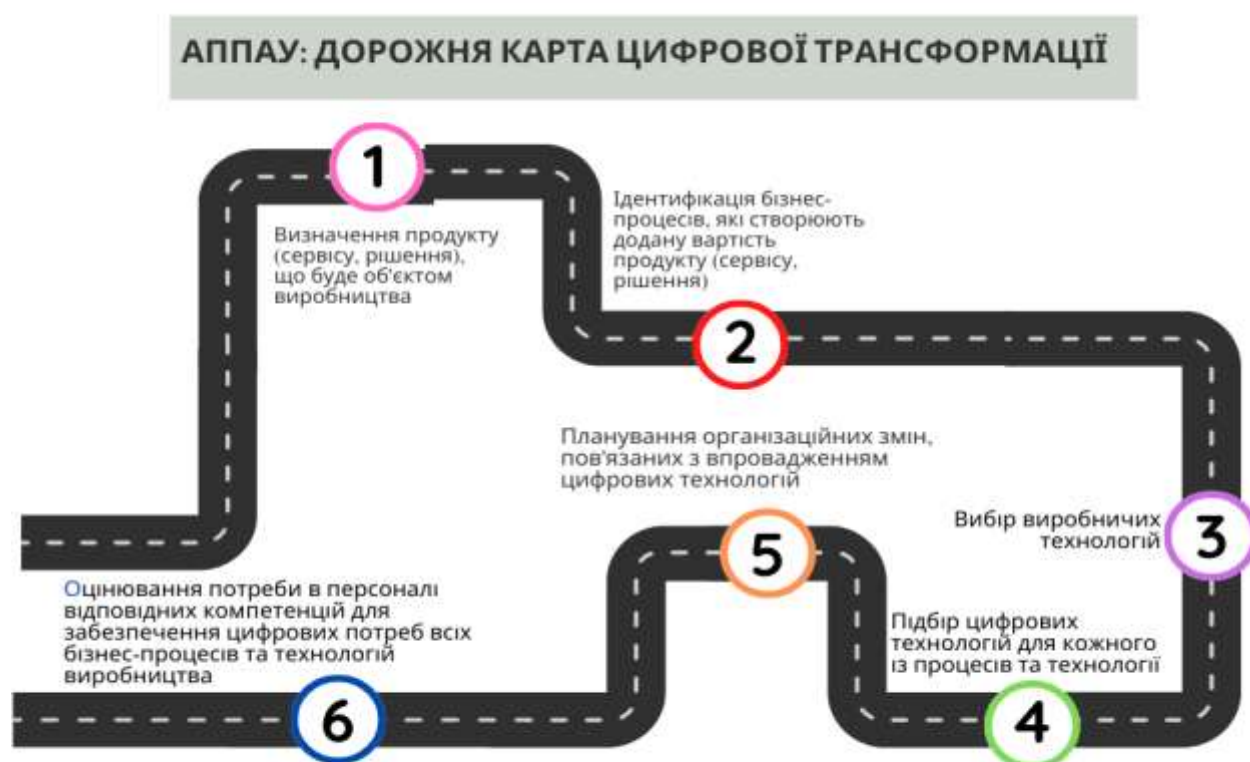 АППАУ: ДОРОЖНЯ КАРТА ЦИФРОВОЇ ТРАНСФОРМАЦІЇ
1
Визначення продукту
(сервісу, рішення),
що буде об'єктом
виробництва
Ідентифікація бізнес-
процесів, які створюють
додану вартість
продукту (сервісу,
рішення)
2
Вибір виробничих
технологій
3
Підбір цифрових
технологій для кожного
із процесів та технології
4
Планування організаційних змін,
пов'язаних з впровадженням
цифрових технологій
5
Оцінювання потреби в персоналі
відповідних компетенцій для
забезпечення цифрових потреб всіх
бізнес-процесів та технологій
виробництва
6